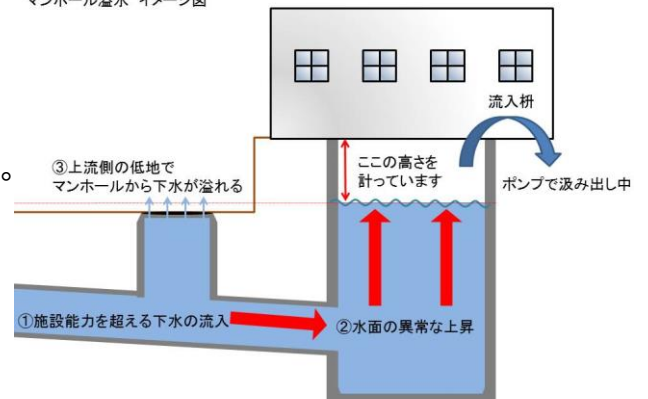 マンホール溢水 イメージ図
流入枡
③上流側の低地で
マンホールから下水が溢れる
ここの高さを
計っています
ポンプで汲み出し中
。
①施設能力を超える下水の流入
②水面の異常な上昇